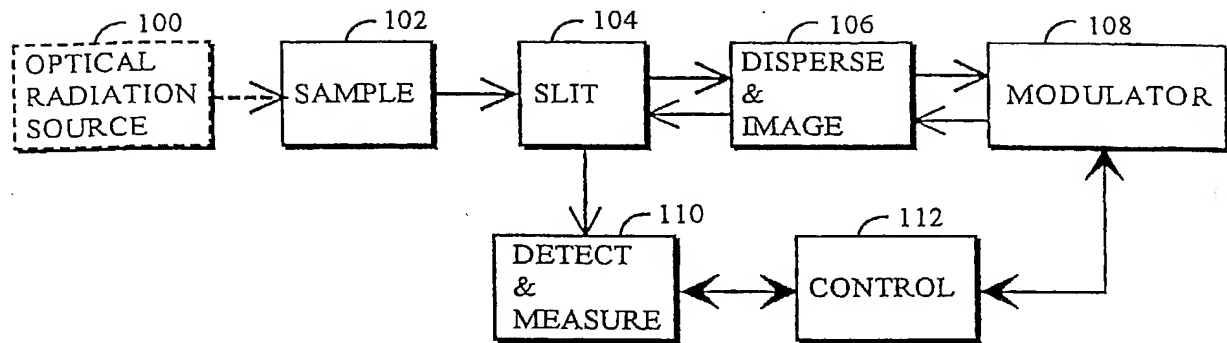 100
OPTICAL
RADIATION
SOURCE
102
SAMPLE
104
SLIT
106
DISPERSE
&
IMAGE
108
MODULATOR
110
DETECT
&
MEASURE
112
CONTROL